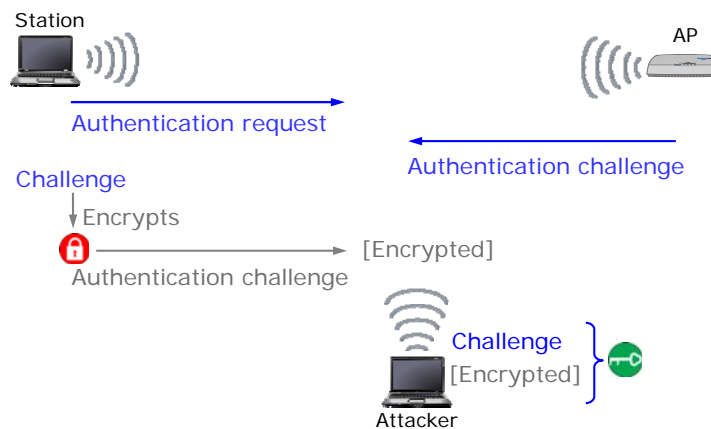 Station
AP
Authentication request
Authentication challenge
Challenge
Encrypts
[Encrypted]
Authentication challenge
Challenge
[Encrypted]
Attacker